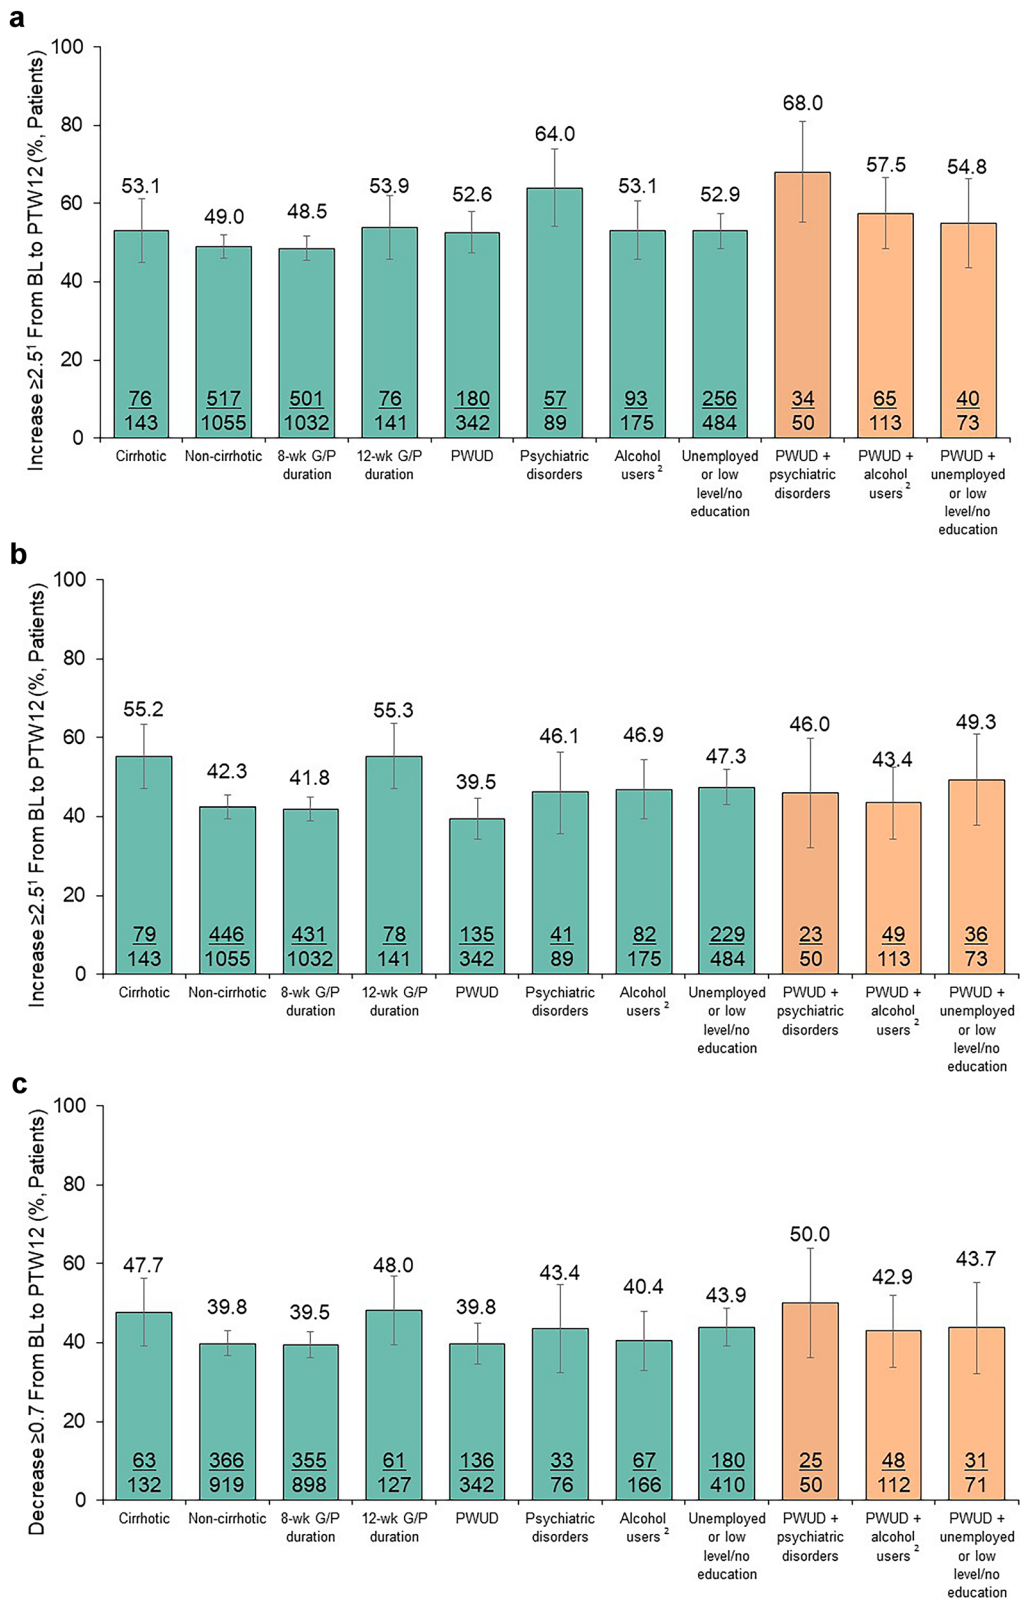 a
Increase ≥2.5¹ From BL to PTW12 (%, Patients)
100
80
60
40
20
0
53.1
49.0
48.5
53.9
52.6
64.0
53.1
52.9
68.0
57.5
54.8
76
143
517
1055
501
1032
76
141
180
342
57
89
93
175
256
484
34
50
65
113
40
73
Cirrhotic
Non-cirrhotic
8-wk G/P
duration
12-wk G/P
duration
PWUD
Psychiatric
disorders
Alcohol
users ²
Unemployed
or low
level/no
education
PWUD +
psychiatric
disorders
PWUD +
alcohol
users ²
PWUD +
unemployed
or low
level/no
education
b
Increase ≥2.5¹ From BL to PTW12 (%, Patients)
100
80
60
40
20
0
55.2
42.3
41.8
55.3
39.5
46.1
46.9
47.3
46.0
43.4
49.3
79
143
446
1055
431
1032
78
141
135
342
41
89
82
175
229
484
23
50
49
113
36
73
Cirrhotic
Non-cirrhotic
8-wk G/P
duration
12-wk G/P
duration
PWUD
Psychiatric
disorders
Alcohol
users ²
Unemployed
or low
level/no
education
PWUD +
psychiatric
disorders
PWUD +
alcohol
users ²
PWUD +
unemployed
or low
level/no
education
c
Decrease ≥0.7 From BL to PTW12 (%, Patients)
100
80
60
40
20
0
47.7
39.8
39.5
48.0
39.8
43.4
40.4
43.9
50.0
42.9
43.7
63
132
366
919
355
898
61
127
136
342
33
76
67
166
180
410
25
50
48
112
31
71
Cirrhotic
Non-cirrhotic
8-wk G/P
duration
12-wk G/P
duration
PWUD
Psychiatric
disorders
Alcohol
users ²
Unemployed
or low
level/no
education
PWUD +
psychiatric
disorders
PWUD +
alcohol
users ²
PWUD +
unemployed
or low
level/no
education